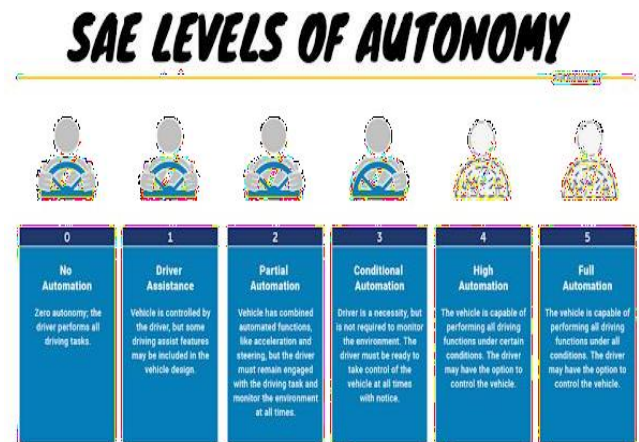 SAE LEVELS OF AUTONOMY
0
No
Automation
Zero autonomy; the
driver performs all
driving tasks.
1
Driver
Assistance
Vehicle is controlled by
the driver, but some
driving assist features
may be included in the
vehicle design.
2
Partial
Automation
Vehicle has combined
automated functions,
like acceleration and
steering, but the driver
must remain engaged
with the driving task and
monitor the environment
at all times.
3
Conditional
Automation
Driver is a necessity, but
is not required to monitor
the environment. The
driver must be ready to
take control of the
vehicle at all times
with notice.
4
High
Automation
The vehicle is capable of
performing all driving
functions under certain
conditions. The driver
may have the option to
control the vehicle.
5
Full
Automation
The vehicle is capable of
performing all driving
functions under all
conditions. The driver
may have the option to
control the vehicle.